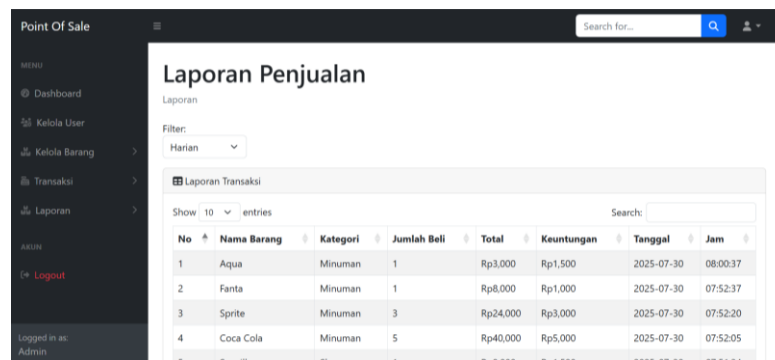 Point Of Sale
Search for...
MENU
Dashboard
Kelola User
Kelola Barang
Transaksi
Laporan
AKUN
Logout
Logged in as:
Admin
Laporan Penjualan
Laporan
Filter:
Harian
Laporan Transaksi
Show 10 entries Search:
No Nama Barang Kategori Jumlah Beli Total Keuntungan Tanggal Jam
1 Aqua Minuman 1 Rp3,000 Rp1,500 2025-07-30 08:00:37
2 Fanta Minuman 1 Rp8,000 Rp1,000 2025-07-30 07:52:37
3 Sprite Minuman 3 Rp24,000 Rp3,000 2025-07-30 07:52:20
4 Coca Cola Minuman 5 Rp40,000 Rp5,000 2025-07-30 07:52:05